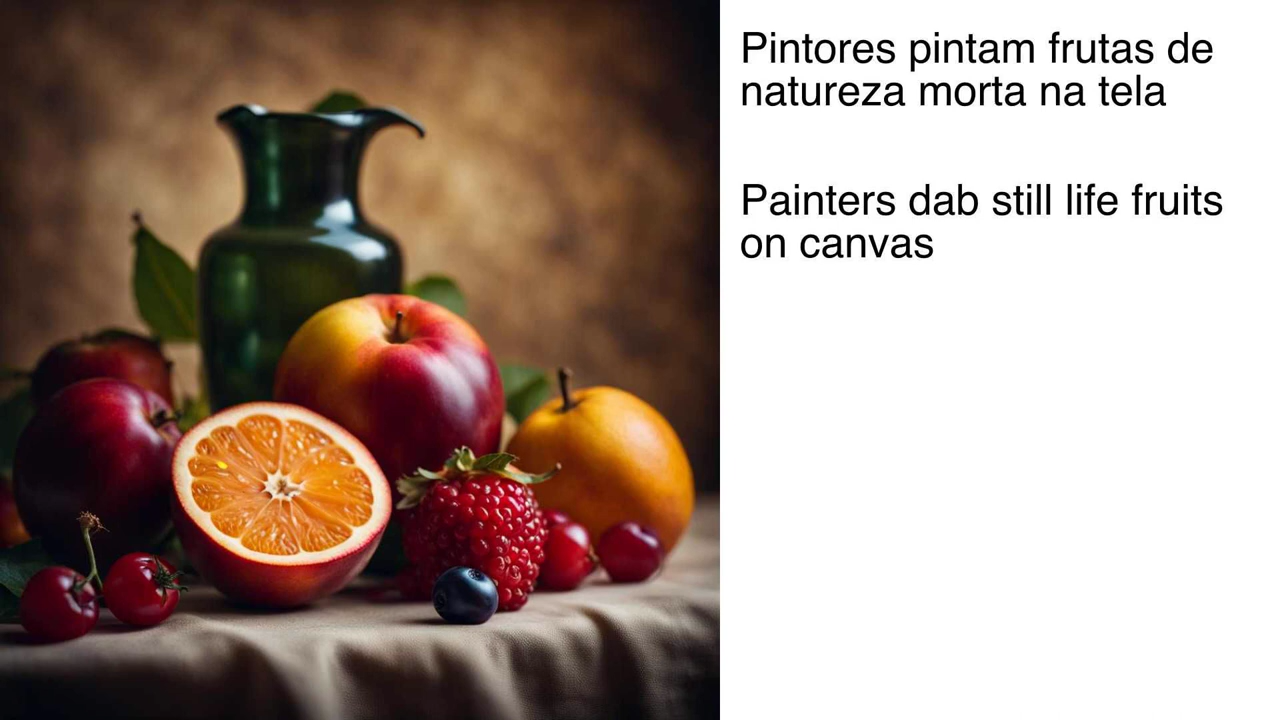 Pintores pintam frutas de
natureza morta na tela
Painters dab still life fruits
on canvas